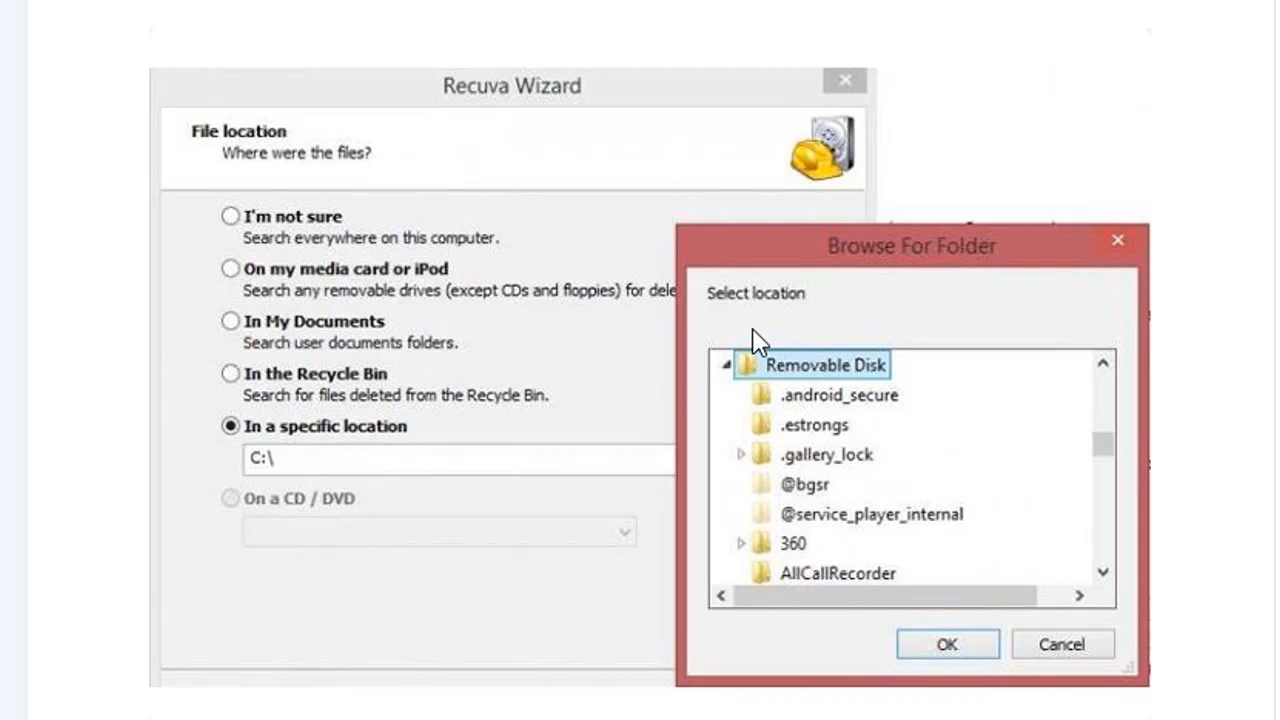 Recuva Wizard
File location
Where were the files?
I'm not sure
Search everywhere on this computer.
On my media card or iPod
Search any removable drives (except CDs and floppies) for dele
In My Documents
Search user documents folders.
In the Recycle Bin
Search for files deleted from the Recycle Bin.
In a specific location
C:\
On a CD / DVD
Browse For Folder
Select location
Removable Disk
.android_secure
.estrongs
.gallery_lock
@bgsr
@service_player_internal
360
AllCallRecorder
OK
Cancel